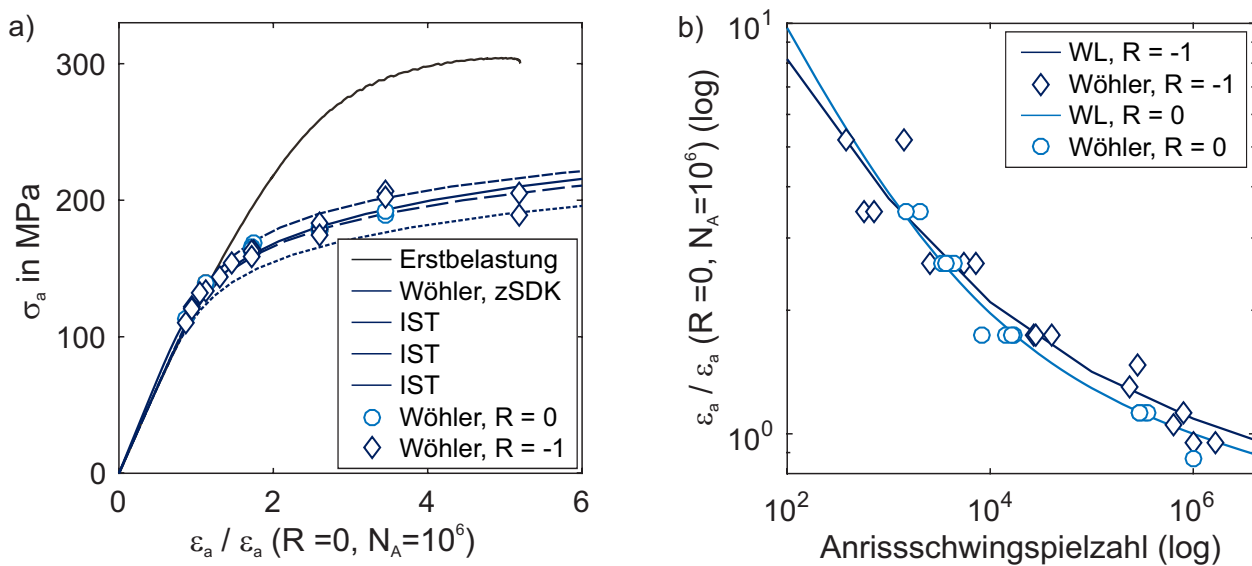 a)
300
200
100
0
σa in MPa
0
2
4
6
εa / εa (R =0, NA=10^6)
Erstbelastung
Wöhler, zSDK
IST
IST
IST
Wöhler, R = 0
Wöhler, R = -1
b)
10^1
10^0
εa / εa (R =0, NA=10^6) (log)
10^2
10^4
10^6
Anrissschwingspielzahl (log)
WL, R = -1
Wöhler, R = -1
WL, R = 0
Wöhler, R = 0